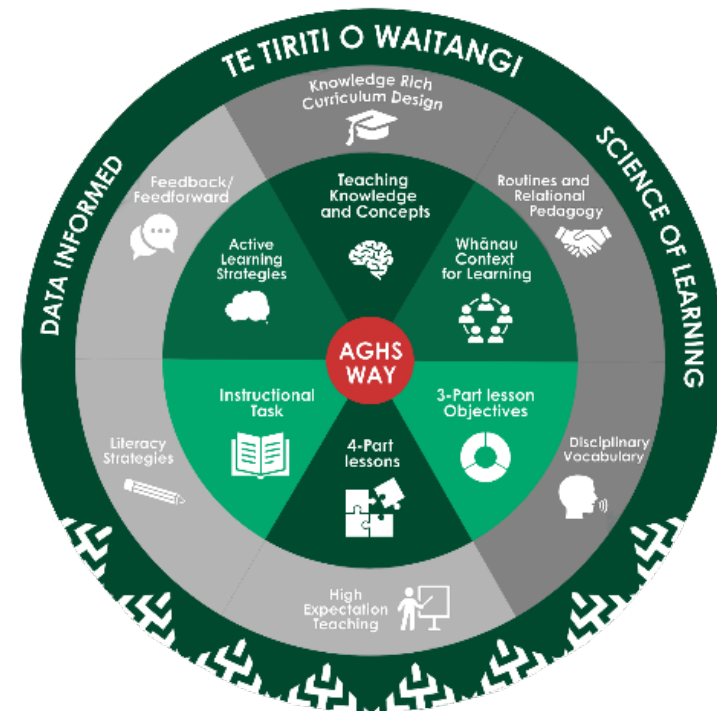 TE TIRITI O WAITANGI
DATA INFORMED
SCIENCE OF LEARNING
Knowledge Rich
Curriculum Design
Feedback/
Feedforward
Routines and
Relational
Pedagogy
Teaching
Knowledge
and Concepts
Active
Learning
Strategies
Whānau
Context
for Learning
AGHS
WAY
Instructional
Task
3-Part lesson
Objectives
4-Part
lessons
Literacy
Strategies
Disciplinary
Vocabulary
High
Expectation
Teaching